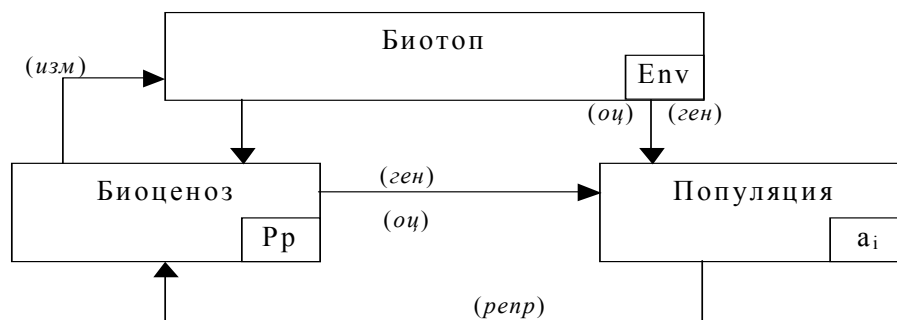 Биотоп
Env
(изм)
(оц) (ген)
Биоценоз
Pp
(ген)
(оц)
Популяция
ai
(репр)